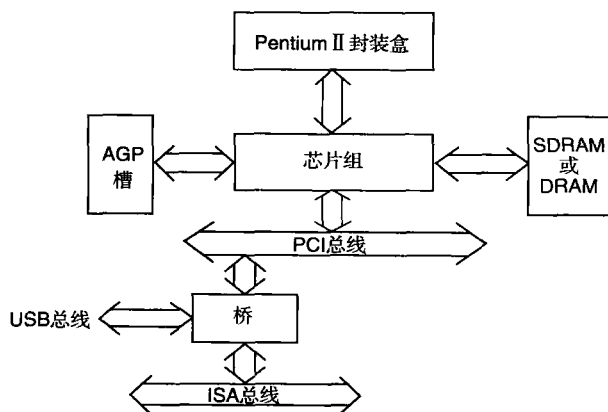 Pentium Ⅱ 封装盒
AGP
槽
芯片组
SDRAM
或
DRAM
PCI总线
USB总线
桥
ISA总线